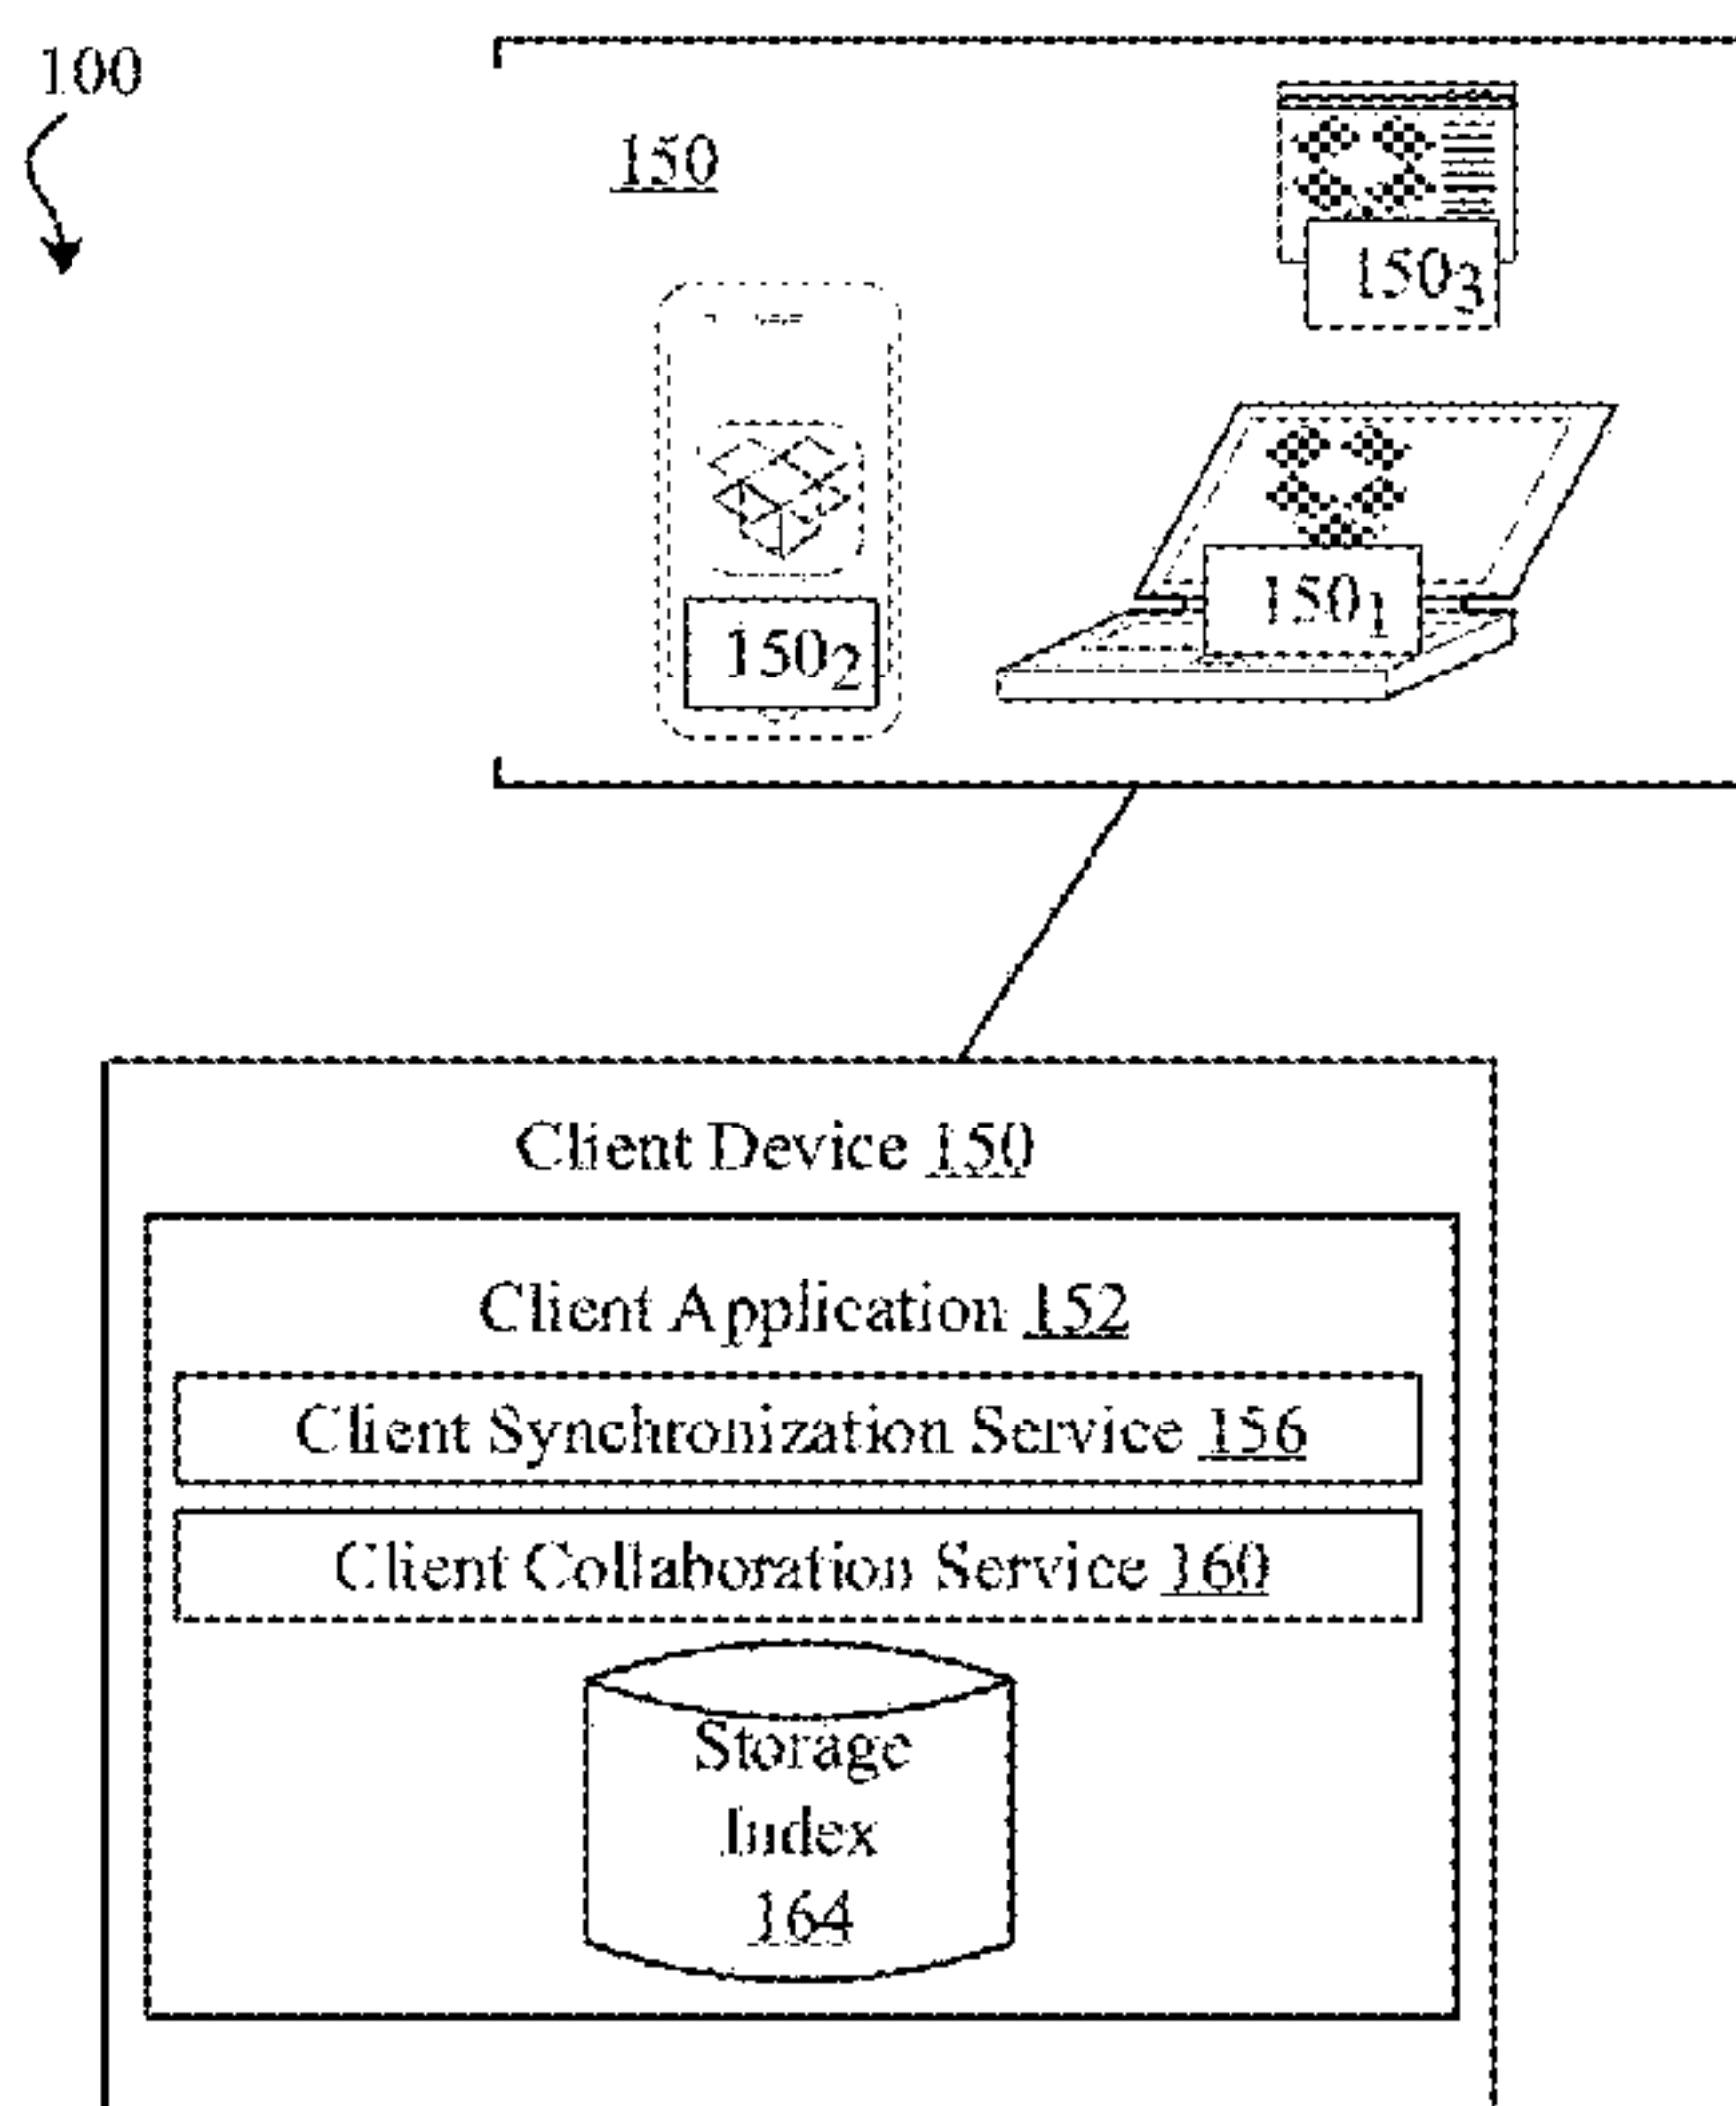 100
150
150₃
150₂
150₁
Client Device 150
Client Application 152
Client Synchronization Service 156
Client Collaboration Service 160
Storage
Index
164